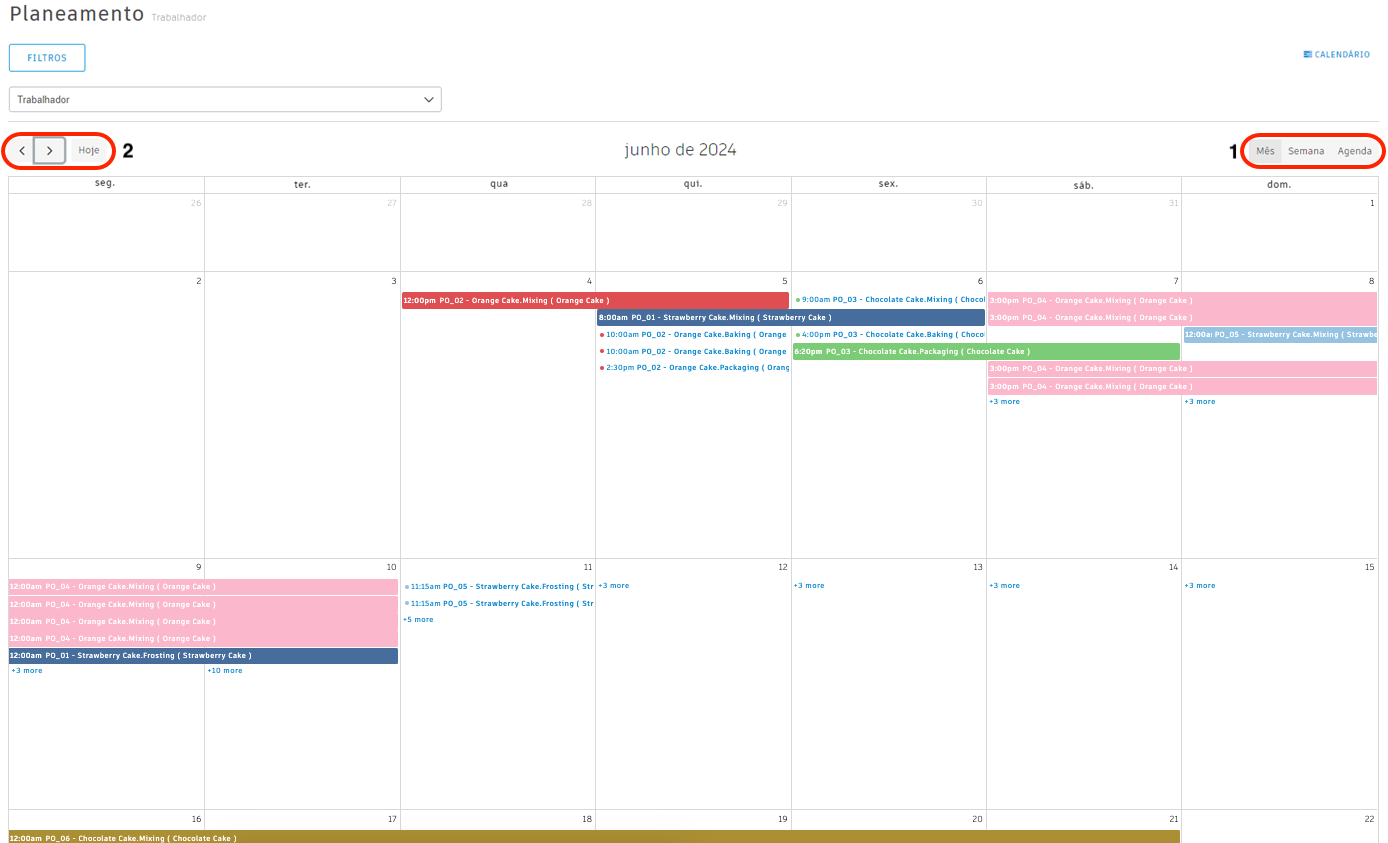 Planeamento Trabalhador
FILTROS
CALENDÁRIO
Trabalhador
Hoje 2
junho de 2024
1 Mês Semana Agenda
seg. ter. qua qui. sex. sáb. dom.
26 27 28 29 30 31 1
2 3 4 5 6 7 8
12:00pm PO_02 - Orange Cake.Mixing ( Orange Cake )
9:00am PO_03 - Chocolate Cake.Mixing ( Chocol
3:00pm PO_04 - Orange Cake.Mixing ( Orange Cake )
8:00am PO_01 - Strawberry Cake.Mixing ( Strawberry Cake )
3:00pm PO_04 - Orange Cake.Mixing ( Orange Cake )
10:00am PO_02 - Orange Cake.Baking ( Orange
4:00pm PO_03 - Chocolate Cake.Baking ( Choco
12:00a PO_05 - Strawberry Cake.Mixing ( Strawbe
10:00am PO_02 - Orange Cake.Baking ( Orange
6:20pm PO_03 - Chocolate Cake.Packaging ( Chocolate Cake )
2:30pm PO_02 - Orange Cake.Packaging ( Orang
3:00pm PO_04 - Orange Cake.Mixing ( Orange Cake )
3:00pm PO_04 - Orange Cake.Mixing ( Orange Cake )
+3 more +3 more
9 10 11 12 13 14 15
12:00am PO_04 - Orange Cake.Mixing ( Orange Cake )
11:15am PO_05 - Strawberry Cake.Frosting ( Str
+3 more +3 more +3 more +3 more
12:00am PO_04 - Orange Cake.Mixing ( Orange Cake )
11:15am PO_05 - Strawberry Cake.Frosting ( Str
12:00am PO_04 - Orange Cake.Mixing ( Orange Cake )
+5 more
12:00am PO_04 - Orange Cake.Mixing ( Orange Cake )
12:00am PO_01 - Strawberry Cake.Frosting ( Strawberry Cake )
+3 more +10 more
16 17 18 19 20 21 22
12:00am PO_06 - Chocolate Cake.Mixing ( Chocolate Cake )